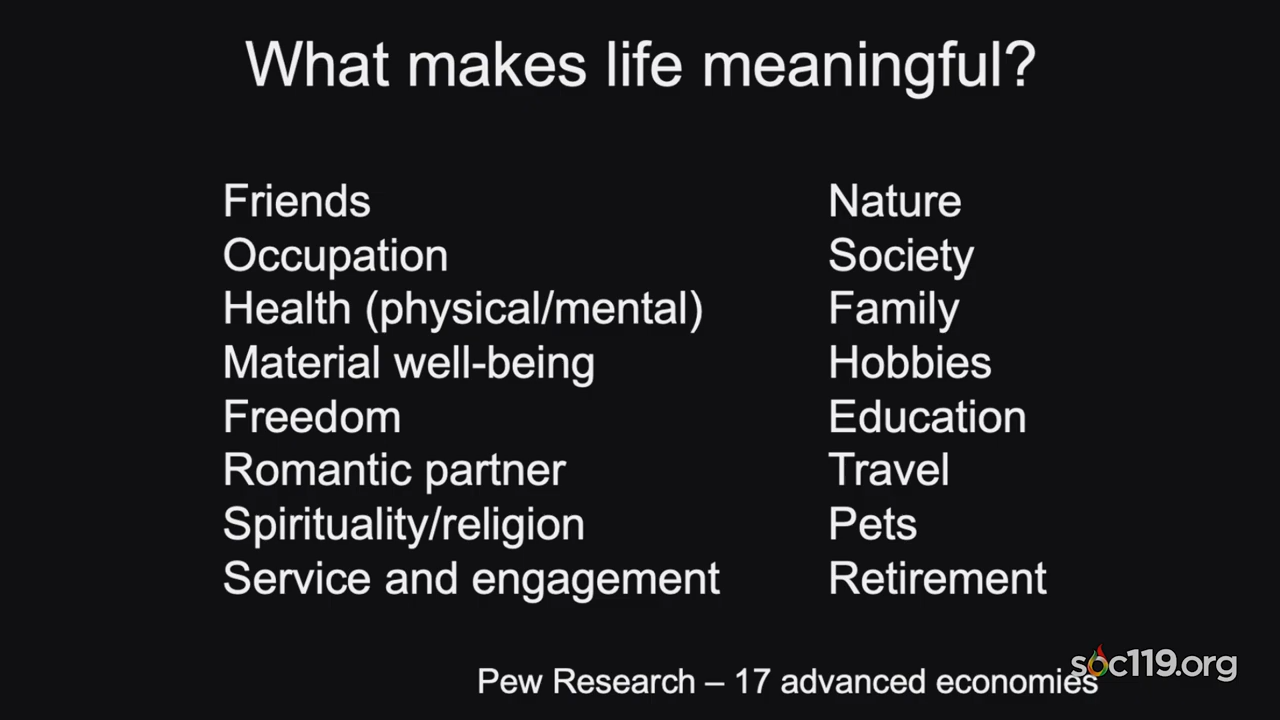 What makes life meaningful?
Friends
Occupation
Health (physical/mental)
Material well-being
Freedom
Romantic partner
Spirituality/religion
Service and engagement
Nature
Society
Family
Hobbies
Education
Travel
Pets
Retirement
soc119.org
Pew Research – 17 advanced economies